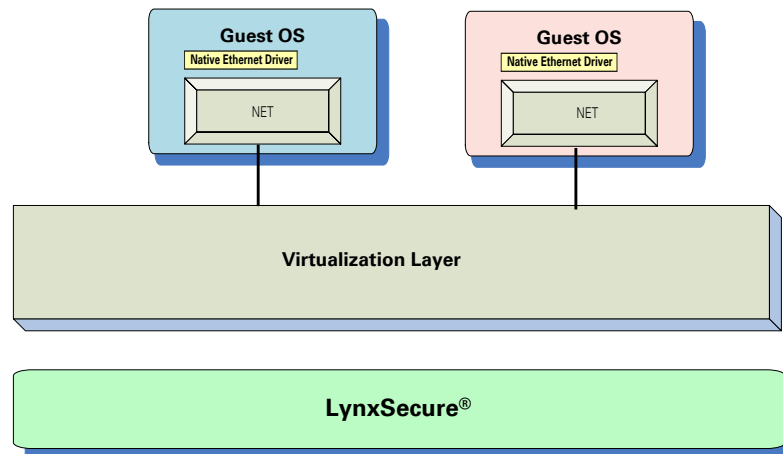 Guest OS
Native Ethernet Driver
NET
Guest OS
Native Ethernet Driver
NET
Virtualization Layer
LynxSecure®